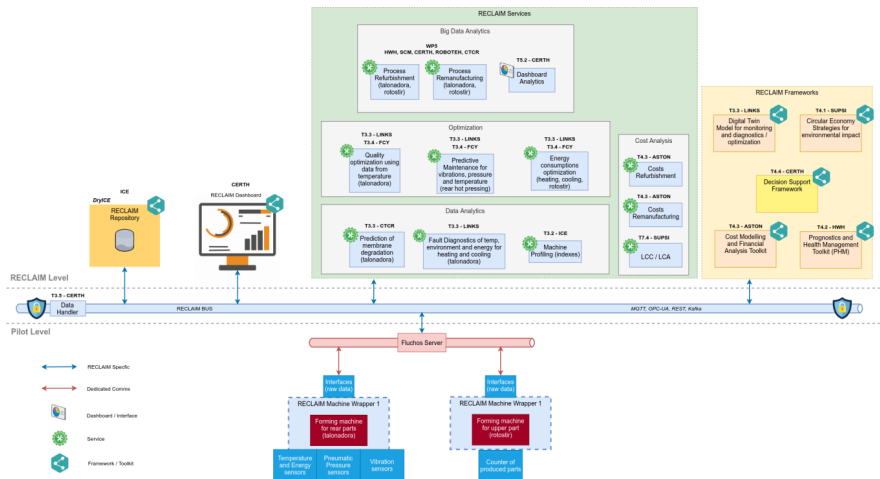 RECLAIM Services
Big Data Analytics
WP5
HWH, SCM, CERTH, ROBOTEH, CTCR
Process
Refurbishment
(talonadora,
rotostir)
Process
Remanufacturing
(talonadora,
rotostir)
T5.2 - CERTH
Dashboard
Analytics
Optimization
T3.3 - LINKS
T3.4 - FCY
Quality
optimization using
data from
temperature
(talonadora)
T3.3 - LINKS
T3.4 - FCY
Predictive
Maintenance for
vibrations, pressure
and temperature
(rear hot pressing)
T3.3 - LINKS
T3.4 - FCY
Energy
consumptions
optimization
(heating, cooling,
rotostir)
Data Analytics
T3.3 - CTCR
Prediction of
membrane
degradation
(talonadora)
T3.3 - LINKS
Fault Diagnostics of temp,
environment and energy for
heating and cooling
(talonadora)
T3.2 - ICE
Machine
Profiling (indexes)
Cost Analysis
T4.3 - ASTON
Costs
Refurbishment
T4.3 - ASTON
Costs
Remanufacturing
T7.4 - SUPSI
LCC / LCA
RECLAIM Frameworks
T3.3 - LINKS
Digital Twin
Model for monitoring
and diagnostics /
optimization
T4.1 - SUPSI
Circular Economy
Strategies for
environmental impact
T4.4 - CERTH
Decision Support
Framework
T4.3 - ASTON
Cost Modelling
and Financial
Analysis Toolkit
T4.2 - HWH
Prognostics and
Health Management
Toolkit (PHM)
ICE
DryICE
RECLAIM
Repository
CERTH
RECLAIM Dashboard
RECLAIM Level
T3.5 - CERTH
Data
Handler
RECLAIM BUS
MQTT, OPC-UA, REST, Kafka
Pilot Level
Fluchos Server
Interfaces
(raw data)
RECLAIM Machine Wrapper 1
Forming machine
for rear parts
(talonadora)
Temperature
and Energy
sensors
Pneumatic
Pressure
sensors
Vibration
sensors
Interfaces
(raw data)
RECLAIM Machine Wrapper 1
Forming machine
for upper part
(rotostir)
Counter of
produced parts
RECLAIM Specific
Dedicated Comms
Dashboard / Interface
Service
Framework / Toolkit